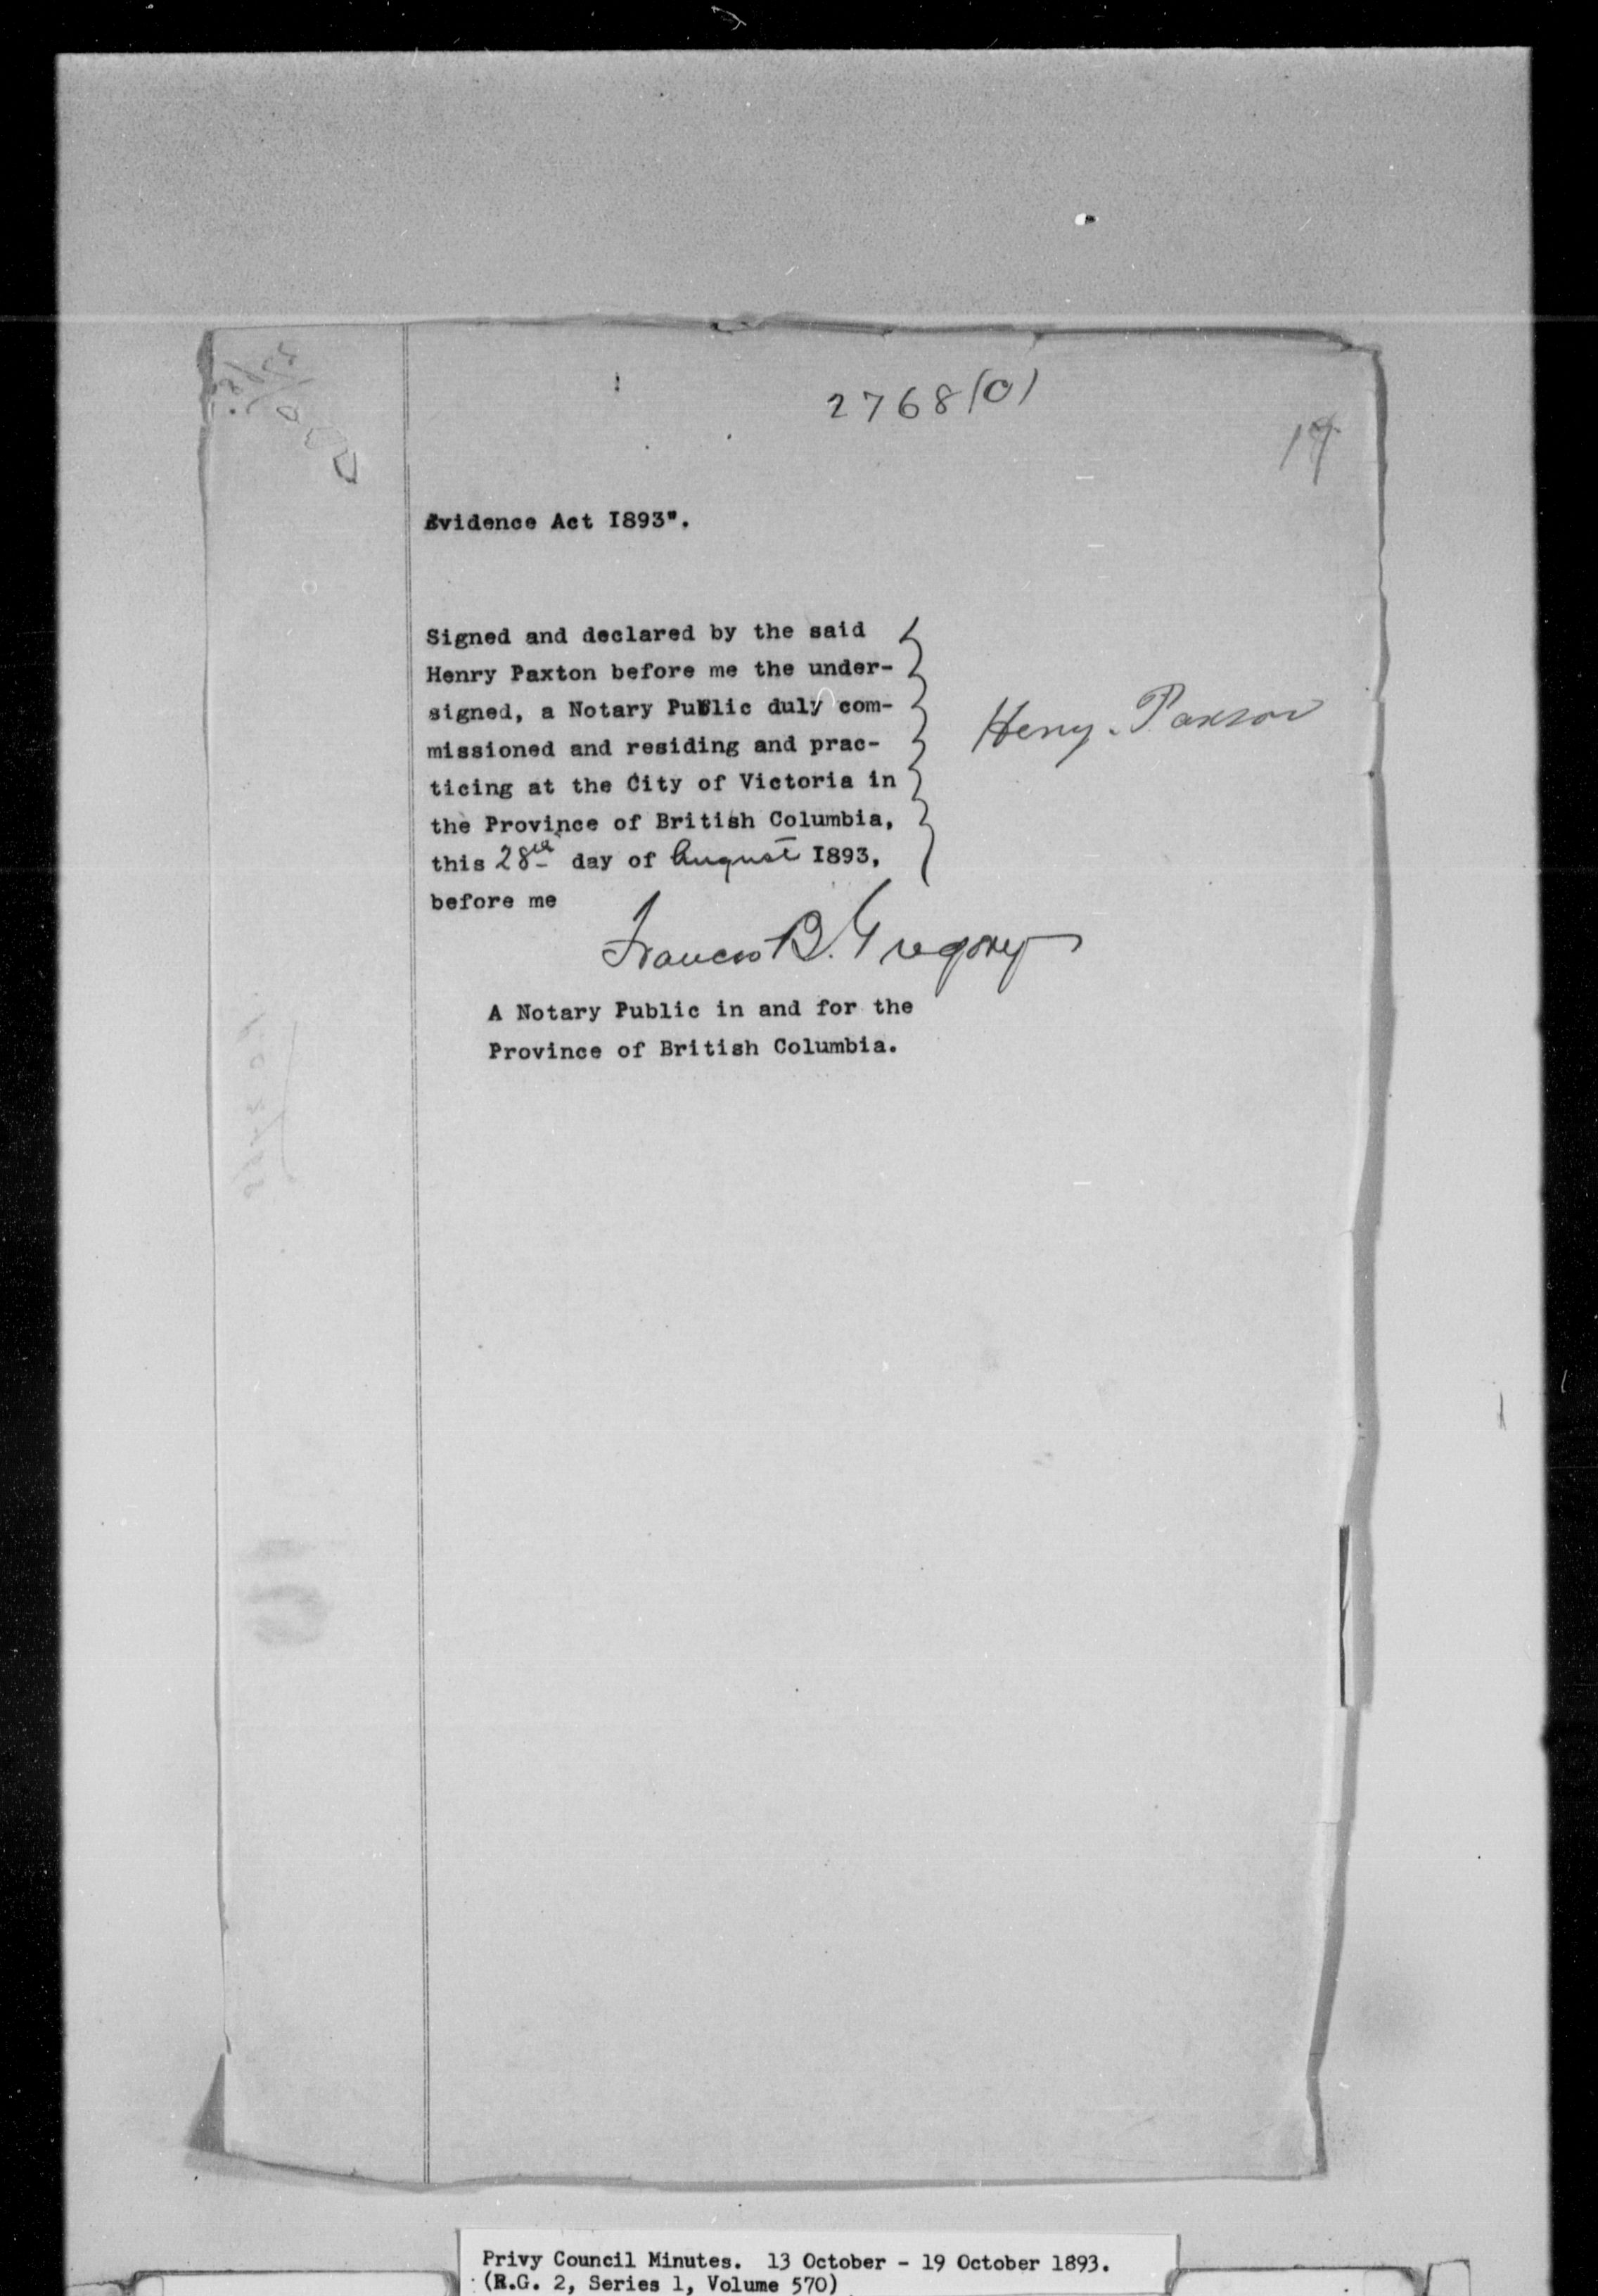 2768(0)
Evidence Act I893".
Signed and declared by the said
Henry Paxton before me the under-
signed, a Notary Public duly com-
missioned and residing and prac-
ticing at the City of Victoria in
the Province of British Columbia,
this 28th day of August I893,
before me
Henry. Paxton
Francis B. Gregory
A Notary Public in and for the
Province of British Columbia.
Privy Council Minutes. 13 October - 19 October 1893.
(R.G. 2, Series 1, Volume 570)